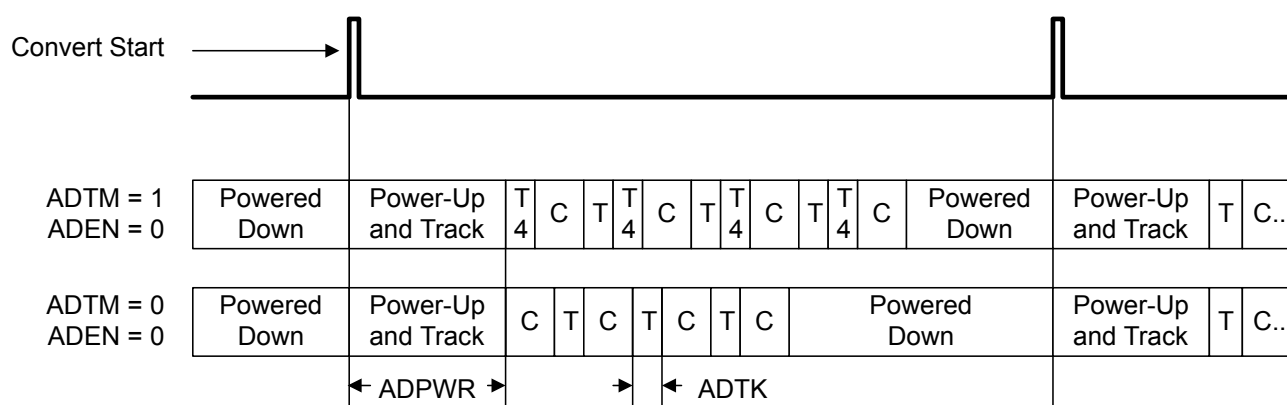 Convert Start
ADTM = 1
ADEN = 0
Powered
Down
Power-Up
and Track
T
4
C
T
T
4
C
T
T
4
C
T
T
4
C
Powered
Down
Power-Up
and Track
T
C..
ADTM = 0
ADEN = 0
Powered
Down
Power-Up
and Track
C
T
C
T
C
T
C
Powered
Down
Power-Up
and Track
T
C..
ADPWR
ADTK